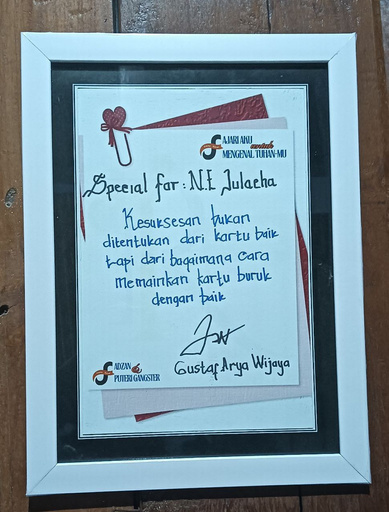 AJARI AKU
untuk
MENGENAL TUHAN-MU
Special for : N.E Julaeha
Kesuksesan bukan
ditentukan dari kartu baik
tapi dari bagaimana cara
memainkan kartu buruk
dengan baik
Gustaf Arya Wijaya
ADZAN
PUTERI GANGSTER